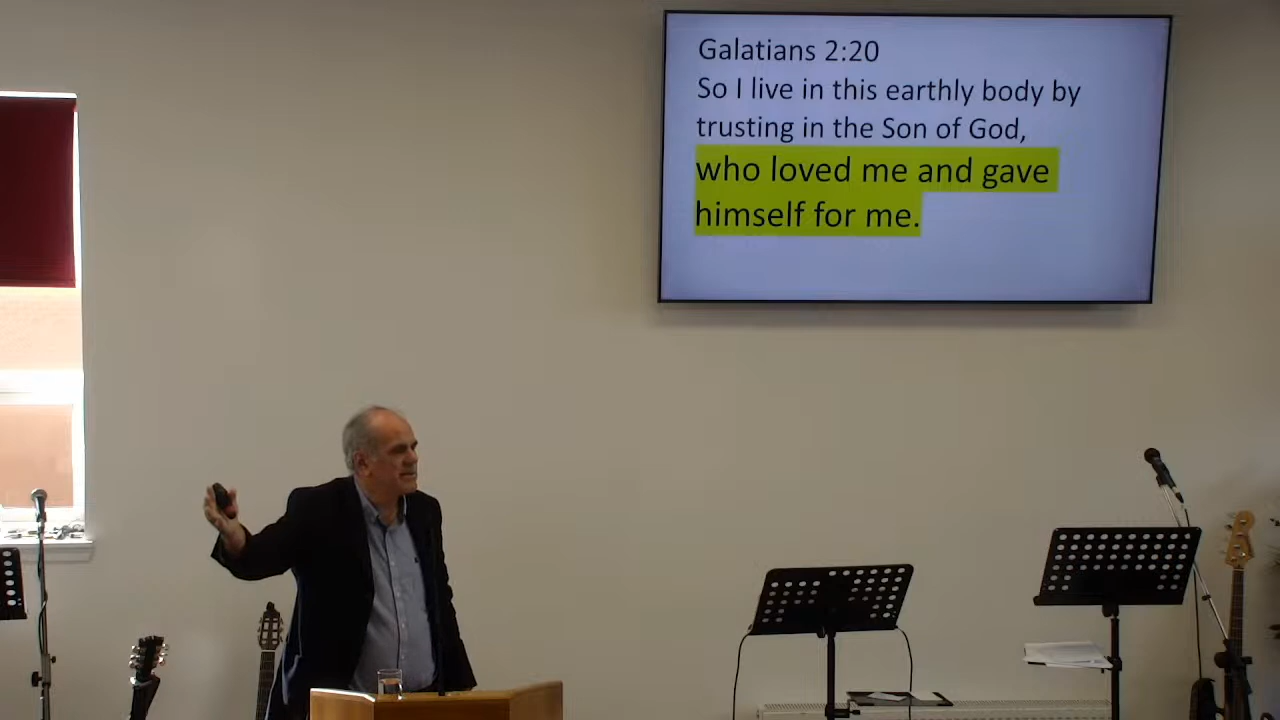 Galatians 2:20
So I live in this earthly body by
trusting in the Son of God,
who loved me and gave
himself for me.